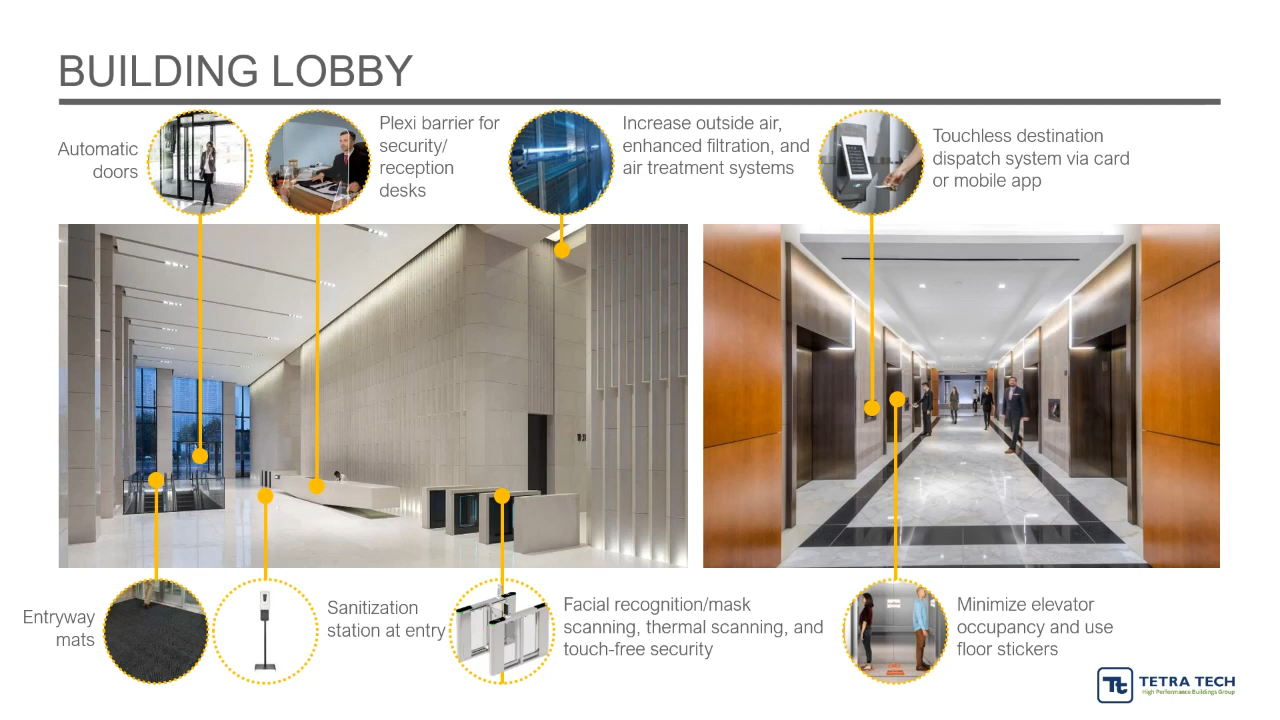 BUILDING LOBBY
Automatic
doors
Plexi barrier for
security/
reception
desks
Increase outside air,
enhanced filtration, and
air treatment systems
Touchless destination
dispatch system via card
or mobile app
Entryway
mats
Sanitization
station at entry
Facial recognition/mask
scanning, thermal scanning, and
touch-free security
Minimize elevator
occupancy and use
floor stickers
Tt
TETRA TECH
High Performance Buildings Group